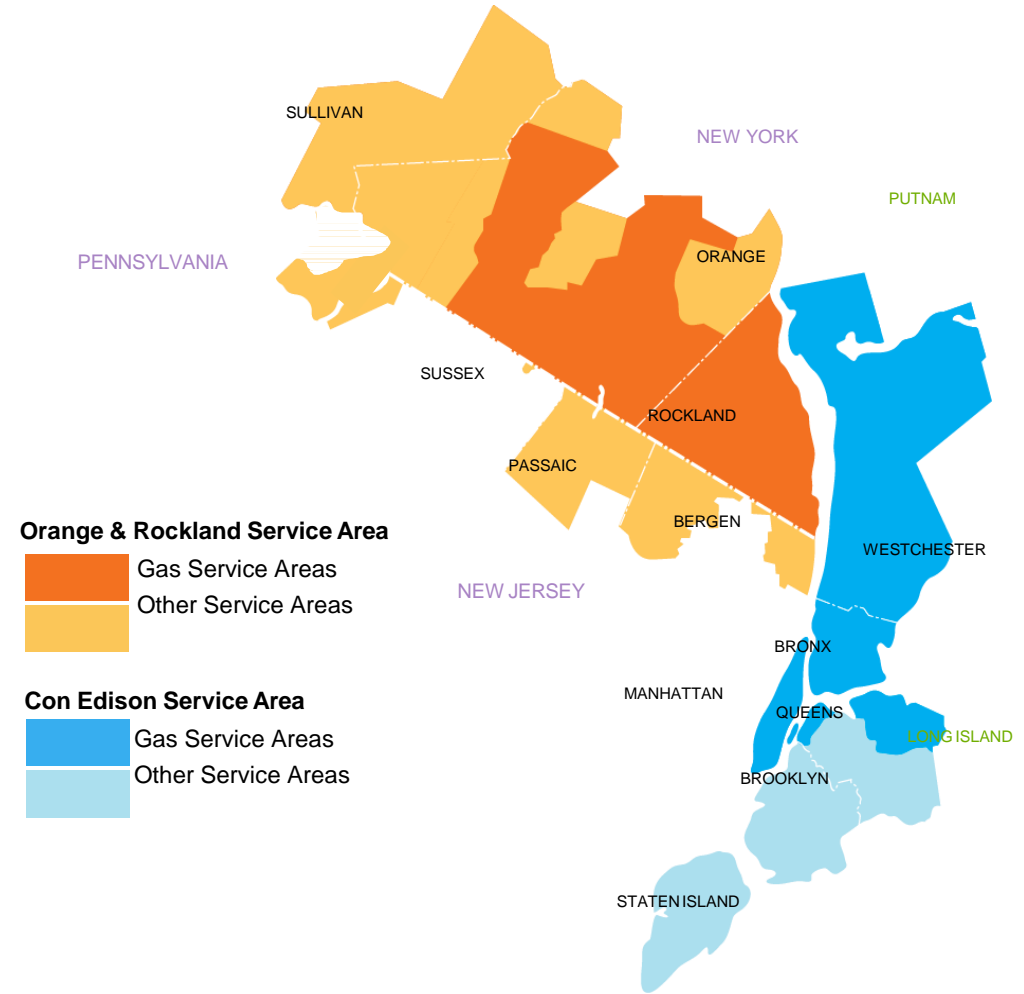 SULLIVAN
NEW YORK
PUTNAM
ORANGE
PENNSYLVANIA
SUSSEX
ROCKLAND
PASSAIC
BERGEN
Orange & Rockland Service Area
Gas Service Areas
Other Service Areas
WESTCHESTER
NEW JERSEY
BRONX
MANHATTAN
Con Edison Service Area
QUEENS
Gas Service Areas
LONG ISLAND
Other Service Areas
BROOKLYN
STATEN ISLAND